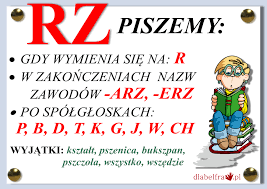 RZ PISZEMY:
• GDY WYMIENIA SIĘ NA: R
• W ZAKOŃCZENIACH NAZW
ZAWODÓW -ARZ, -ERZ
• PO SPÓŁGŁOSKACH:
P, B, D, T, K, G, J, W, CH
WYJĄTKI: kształt, pszenica, bukszpan,
pszczoła, wszystko, wszędzie
dlabelfra.pl